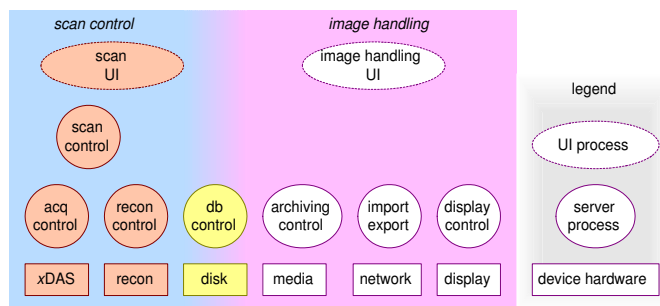 scan control
image handling
scan
UI
image handling
UI
legend
scan
control
UI process
acq
control
recon
control
db
control
archiving
control
import
export
display
control
server
process
xDAS
recon
disk
media
network
display
device hardware